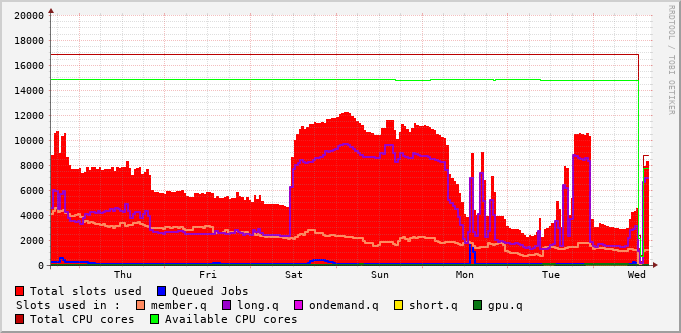 20000
18000
16000
14000
12000
10000
8000
6000
4000
2000
0
Thu Fri Sat Sun Mon Tue Wed
RRDTOOL / TOBI OETIKER
Total slots used Queued Jobs
Slots used in : member.q long.q ondemand.q short.q gpu.q
Total CPU cores Available CPU cores